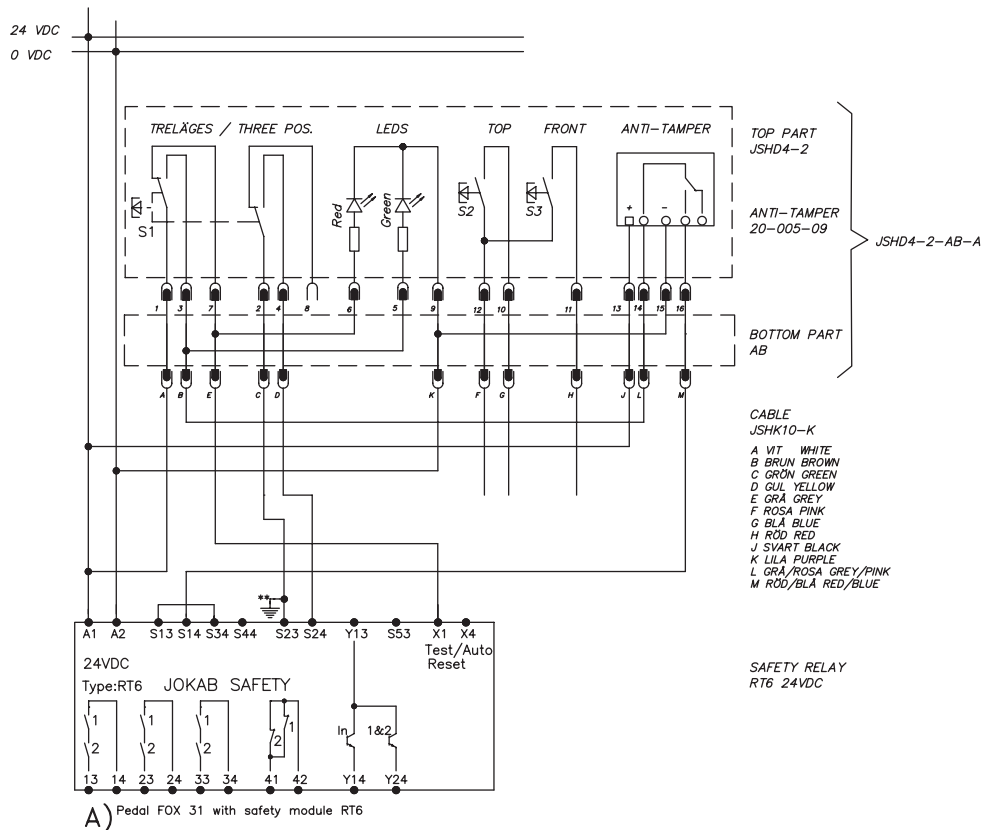 24 VDC
0 VDC
TRELÄGES / THREE POS.
LEDS
TOP
FRONT
ANTI-TAMPER
TOP PART
JSHD4-2
ANTI-TAMPER
20-005-09
JSHD4-2-AB-A
S1
Red
Green
S2
S3
+
-
1
3
7
2
4
8
6
5
9
12
10
11
13
14
15
16
BOTTOM PART
AB
A
B
E
C
D
K
F
G
H
J
L
M
CABLE
JSHK10-K
A VIT WHITE
B BRUN BROWN
C GRÖN GREEN
D GUL YELLOW
E GRÅ GREY
F ROSA PINK
G BLÅ BLUE
H RÖD RED
J SVART BLACK
K LILA PURPLE
L GRÅ/ROSA GREY/PINK
M RÖD/BLÅ RED/BLUE
**
A1 A2 S13 S14 S34 S44 S23 S24 Y13 S53 X1 X4
Test/Auto
Reset
24VDC
Type:RT6 JOKAB SAFETY
SAFETY RELAY
RT6 24VDC
1
2
1
2
1
2
1
2
In
1&2
13 14 23 24 33 34 41 42 Y14 Y24
A) Pedal FOX 31 with safety module RT6